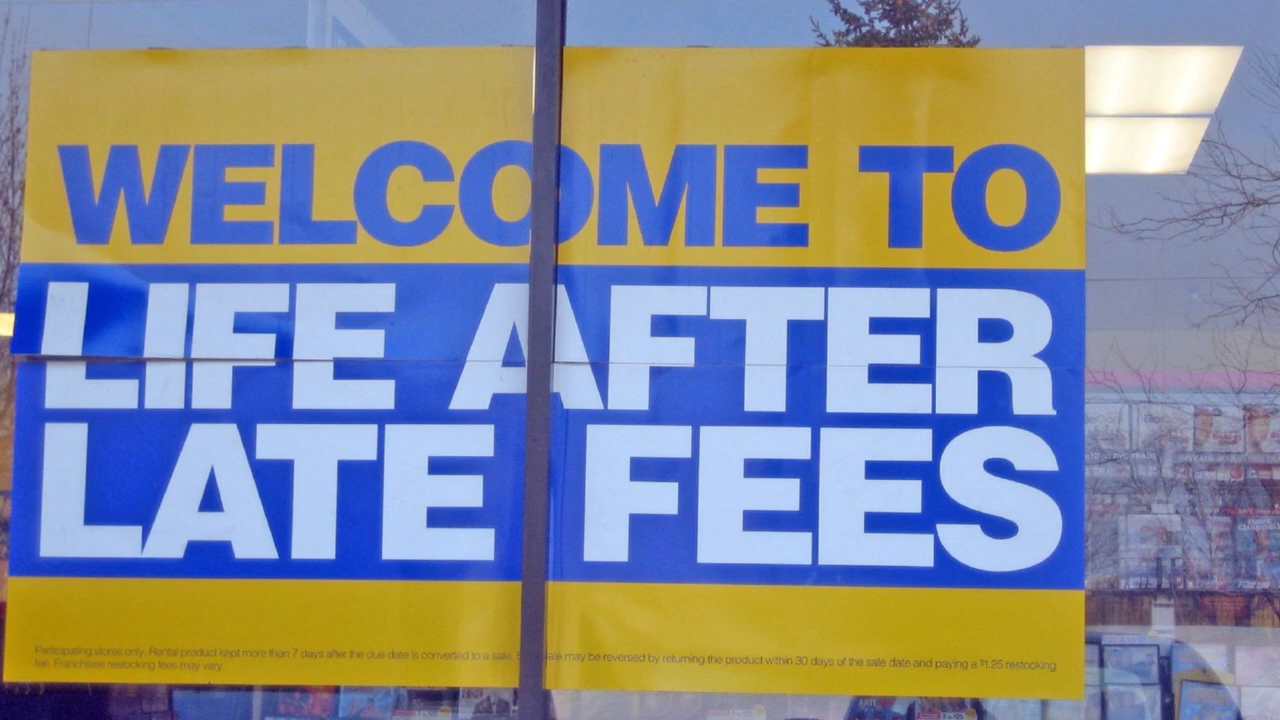 WELCOME TO
LIFE AFTER
LATE FEES
Participating stores only. Rental product kept more than 7 days after the due date is converted to a sale. may be reversed by returning the product within 30 days of the sale date and paying a $1.25 restocking
fee. Franchisee restocking fees may vary.